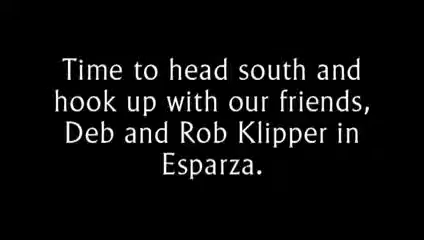 Time to head south and
hook up with our friends,
Deb and Rob Klipper in
Esparza.